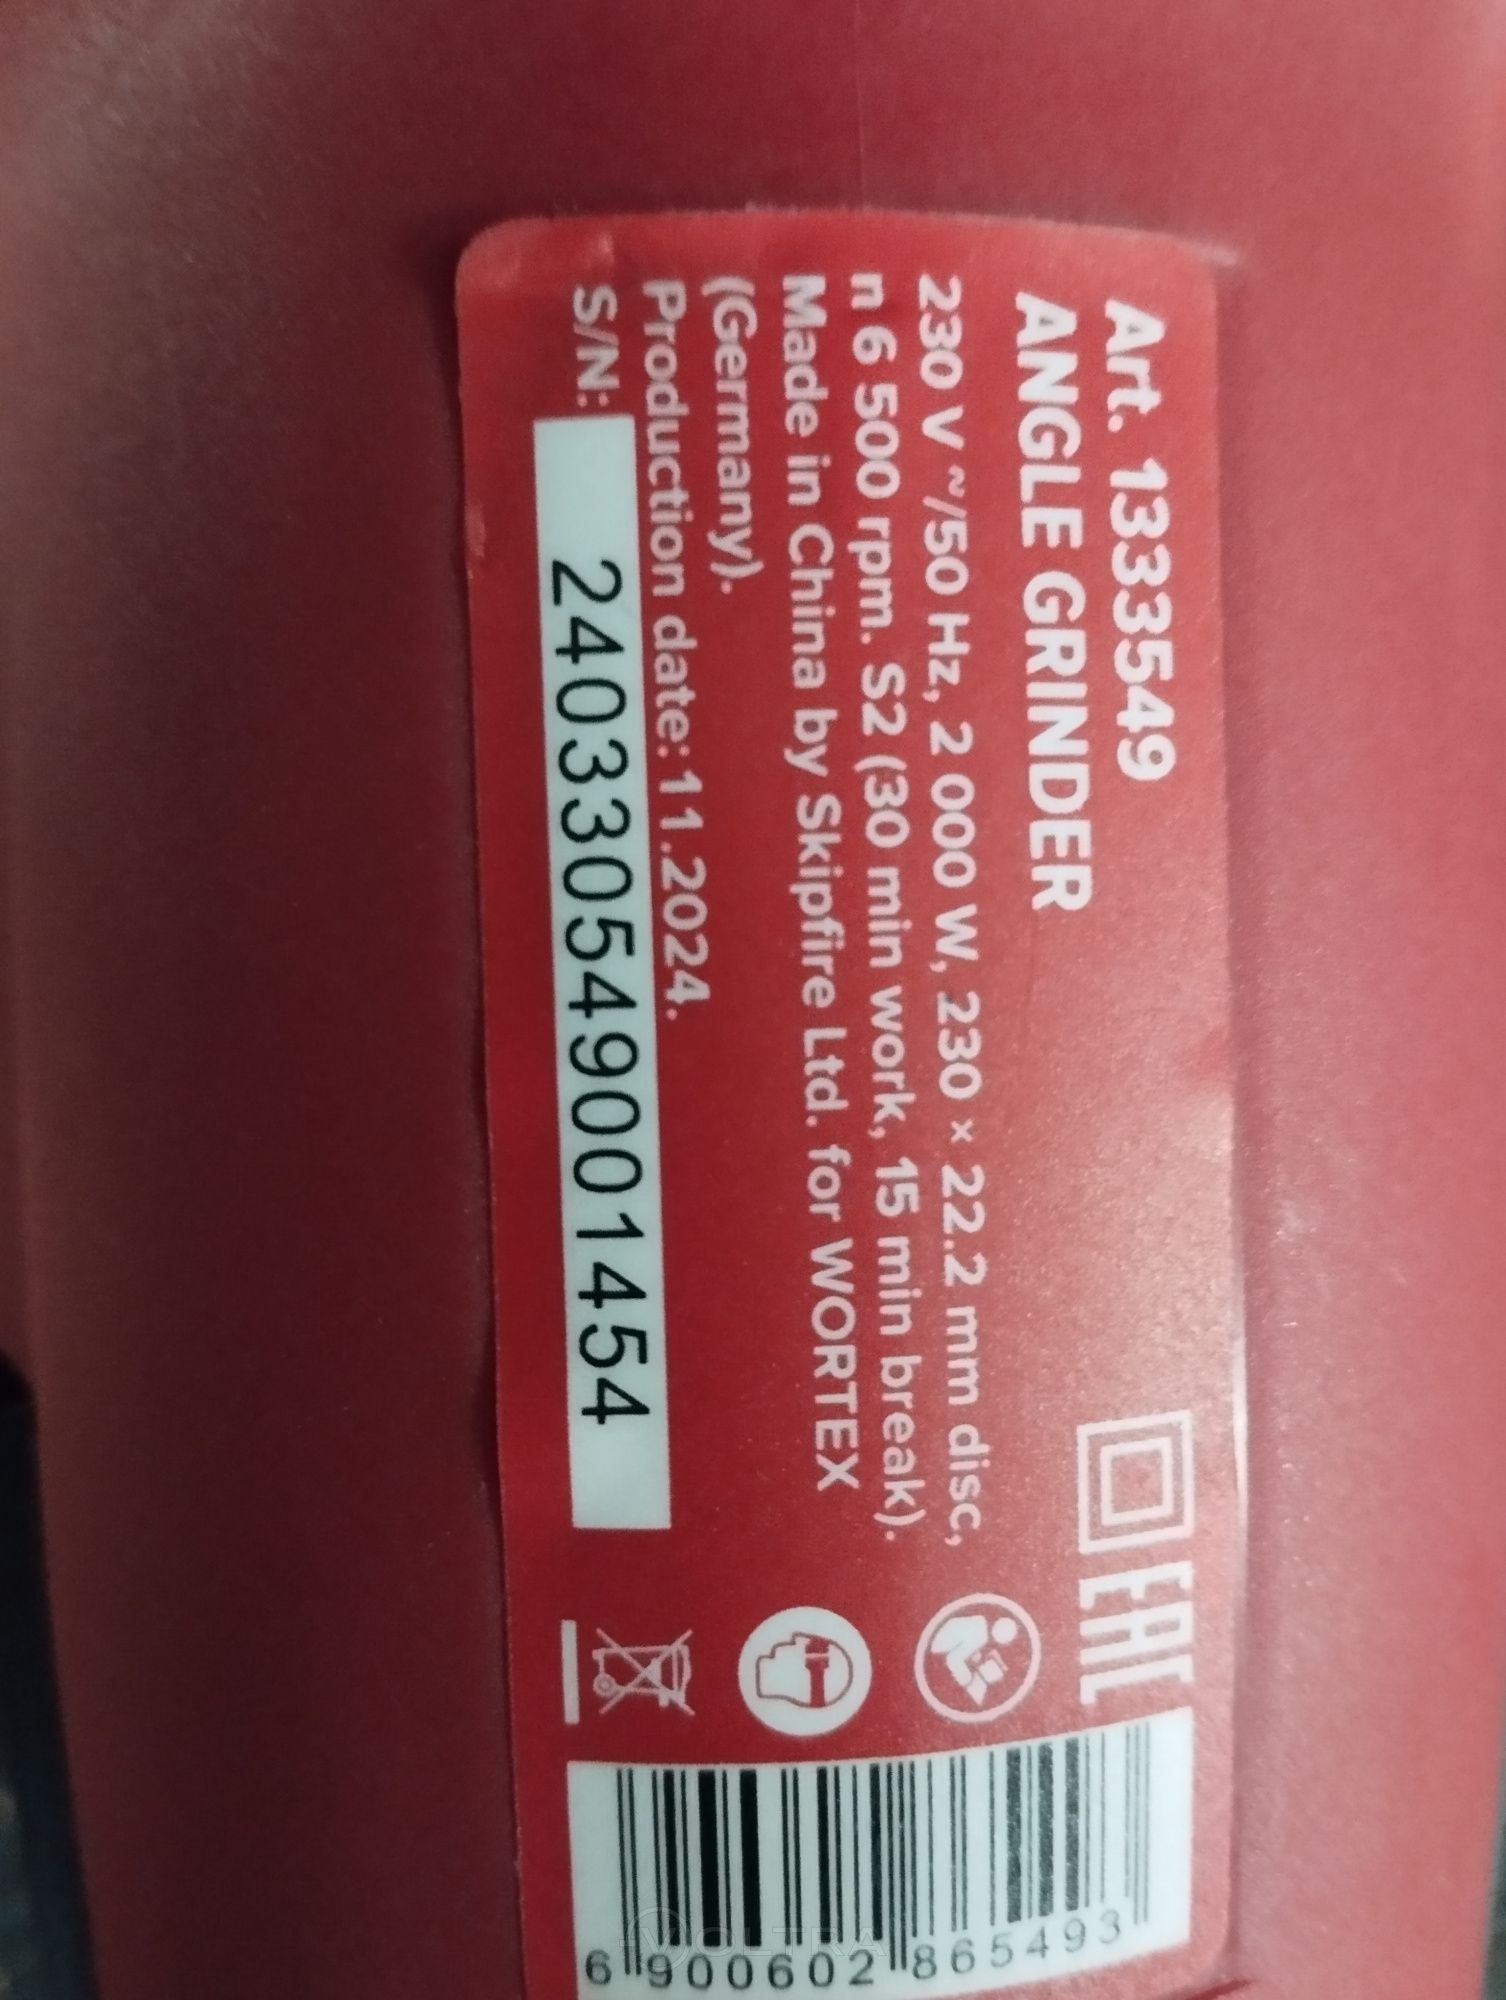 Art. 1333549
ANGLE GRINDER
230 V ~/50 Hz, 2 000 W, 230 × 22.2 mm disc,
n 6 500 rpm. S2 (30 min work, 15 min break).
Made in China by Skipfire Ltd. for WORTEX
(Germany).
Production date: 11.2024.
S/N: 240330549001454
EAC
6 900602 865493
VOLTRA